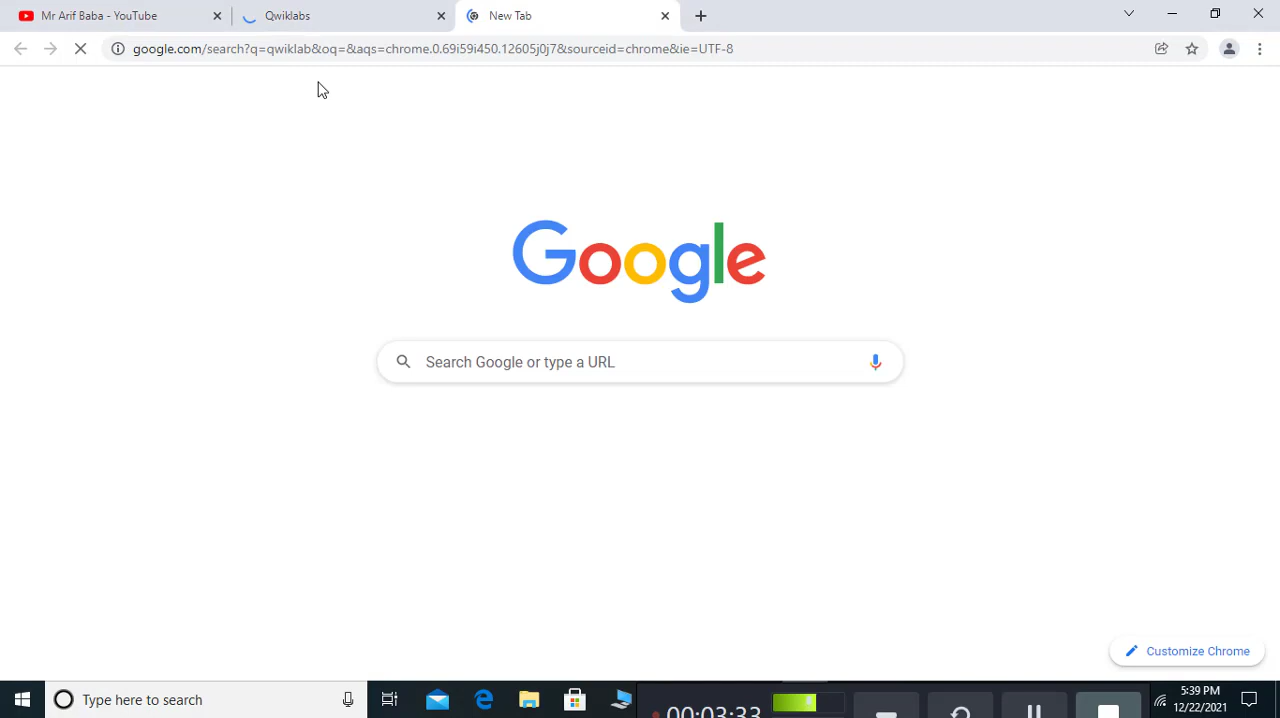 Mr Arif Baba - YouTube
Qwiklabs
New Tab
google.com/search?q=qwiklab&oq=&aqs=chrome.0.69i59i450.12605j0j7&sourceid=chrome&ie=UTF-8
Google
Search Google or type a URL
Customize Chrome
Type here to search
00:03:33
5:39 PM
12/22/2021